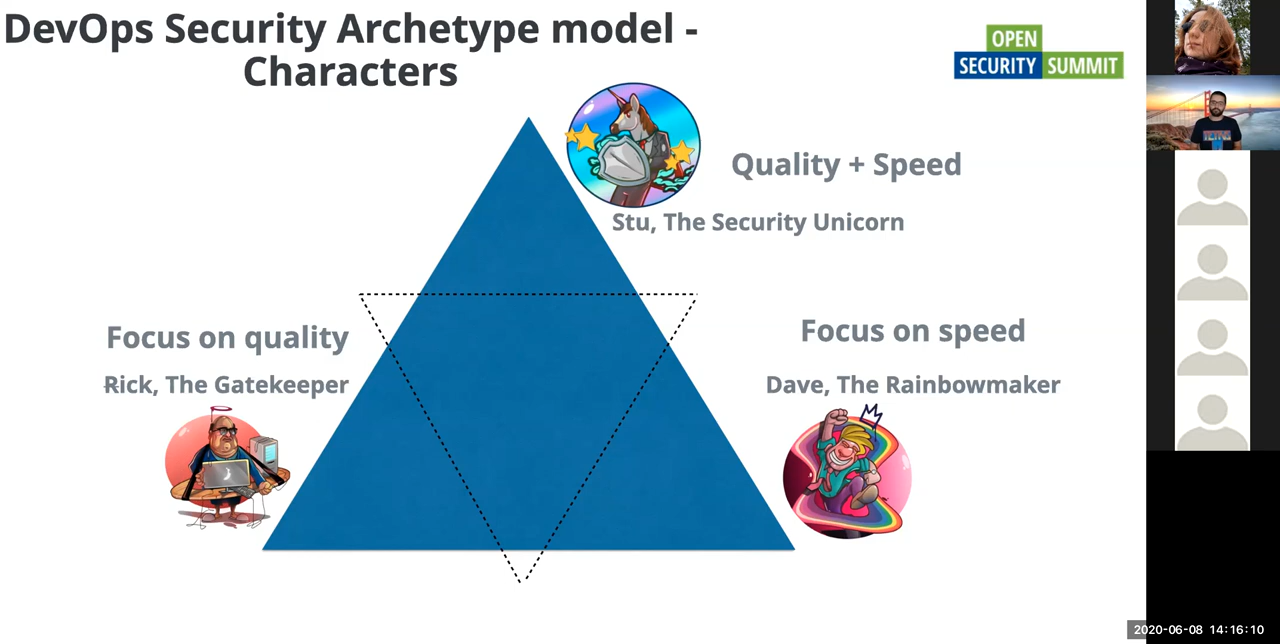 DevOps Security Archetype model -
Characters
OPEN
SECURITY SUMMIT
Quality + Speed
Stu, The Security Unicorn
Focus on quality
Focus on speed
Rick, The Gatekeeper
Dave, The Rainbowmaker
2020-06-08 14:16:10